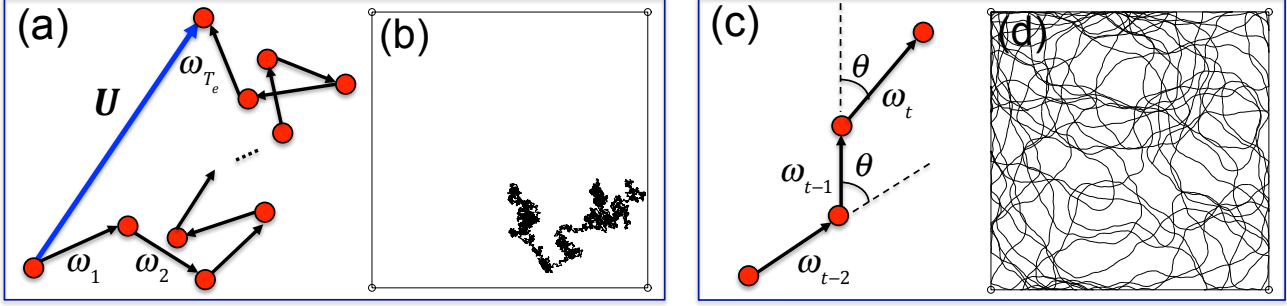 (a)
U
ω_{T_e}
.....
ω_1
ω_2
(b)
(c)
θ
ω_t
ω_{t−1}
θ
ω_{t−2}
(d)